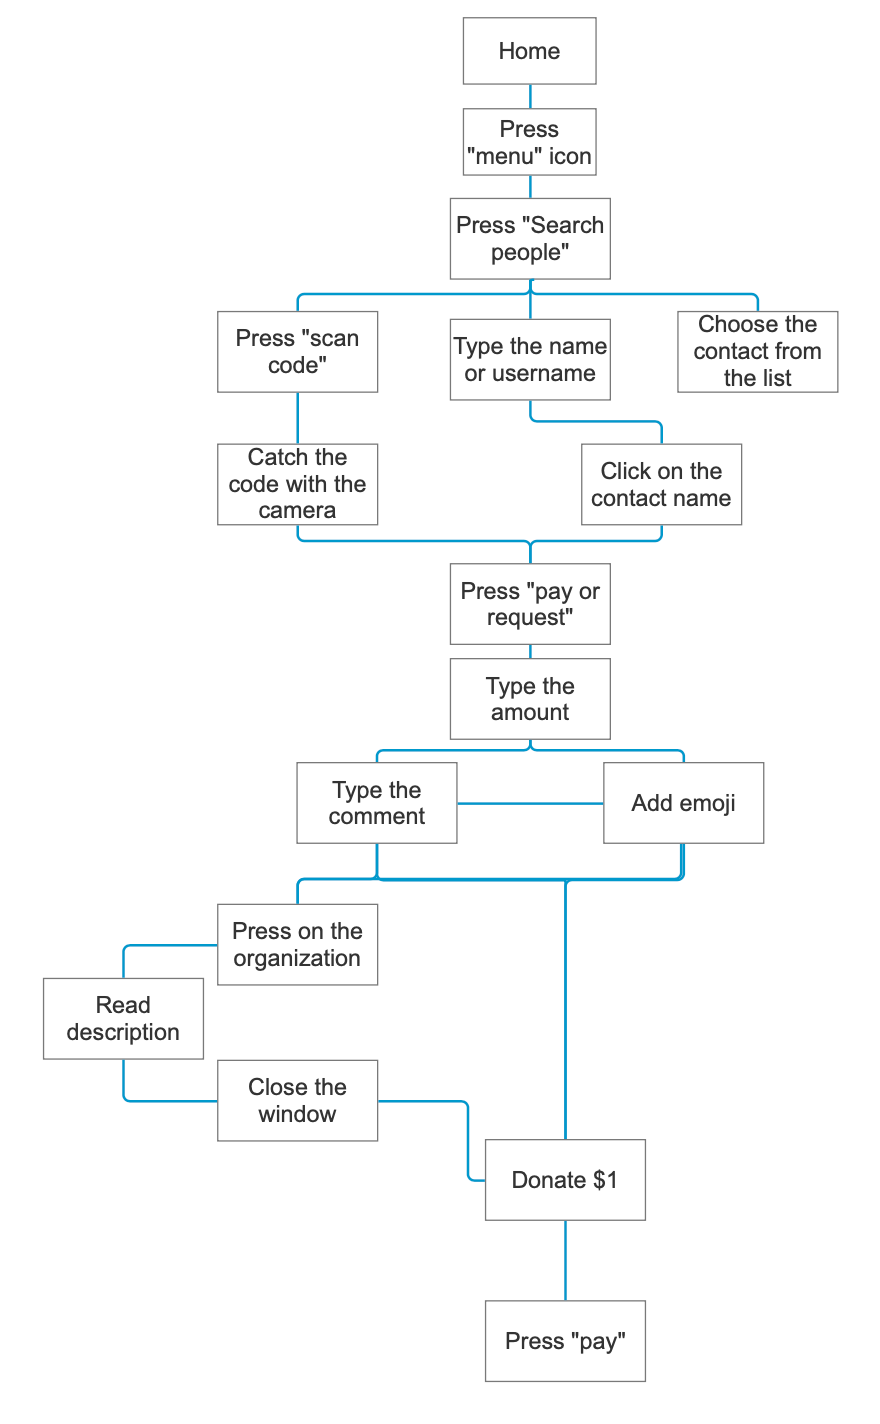 Home
Press
"menu" icon
Press "Search
people"
Press "scan
code"
Type the name
or username
Choose the
contact from
the list
Catch the
code with the
camera
Click on the
contact name
Press "pay or
request"
Type the
amount
Type the
comment
Add emoji
Press on the
organization
Read
description
Close the
window
Donate $1
Press "pay"